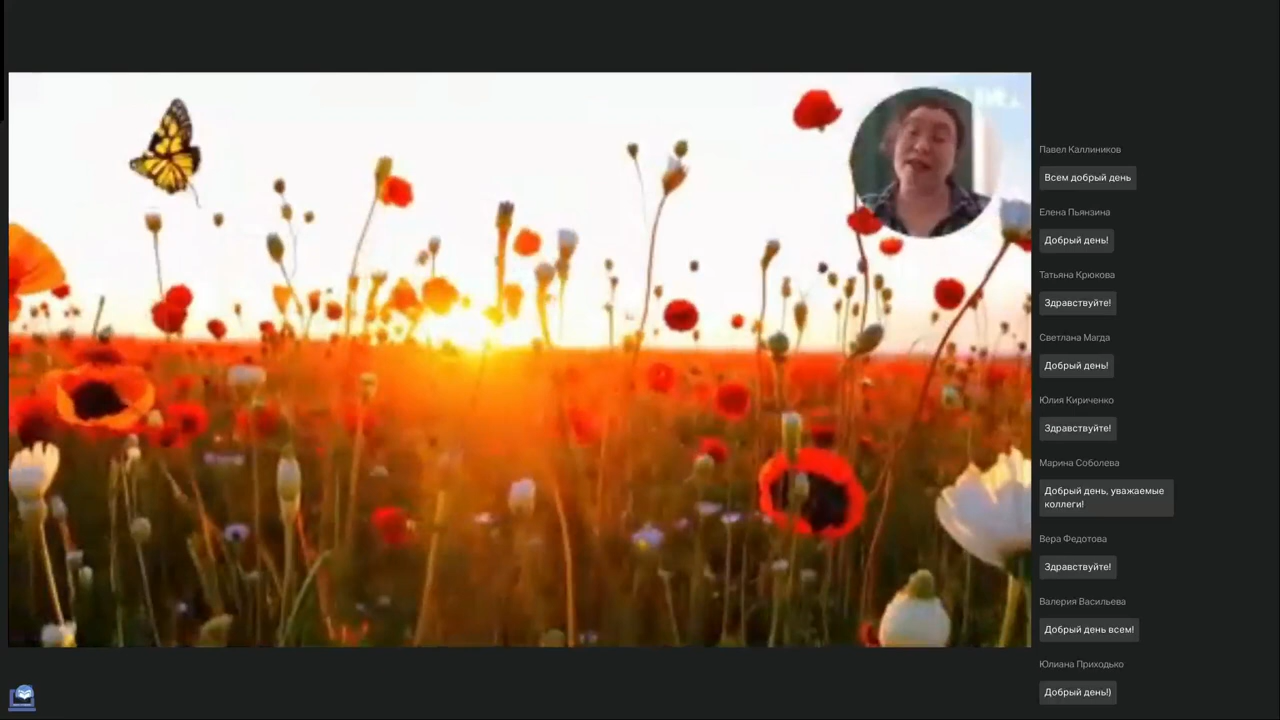 Павел Каллиников
Всем добрый день
Елена Пьянзина
Добрый день!
Татьяна Крюкова
Здравствуйте!
Светлана Магда
Добрый день!
Юлия Кириченко
Здравствуйте!
Марина Соболева
Добрый день, уважаемые
коллеги!
Вера Федотова
Здравствуйте!
Валерия Васильева
Добрый день всем!
Юлиана Приходько
Добрый день!)